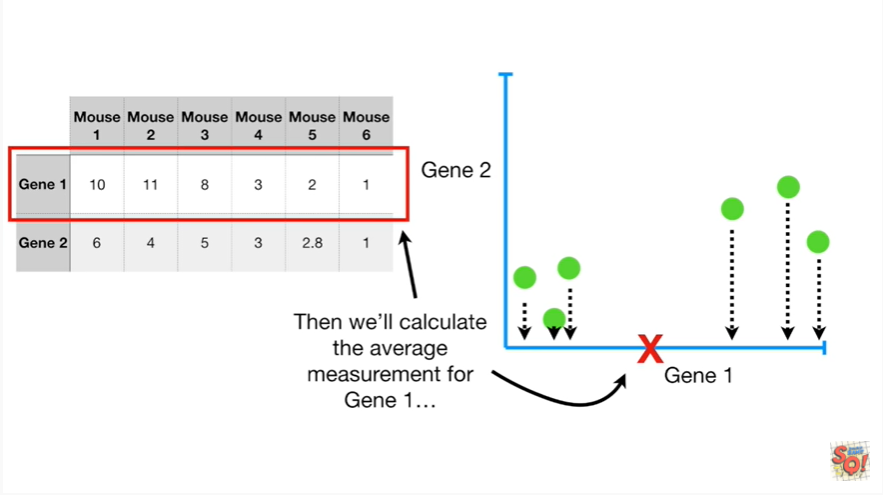 Mouse 1 Mouse 2 Mouse 3 Mouse 4 Mouse 5 Mouse 6
Gene 1 10 11 8 3 2 1
Gene 2 6 4 5 3 2.8 1
Then we’ll calculate
the average
measurement for
Gene 1…
Gene 2
X
Gene 1
SQ!